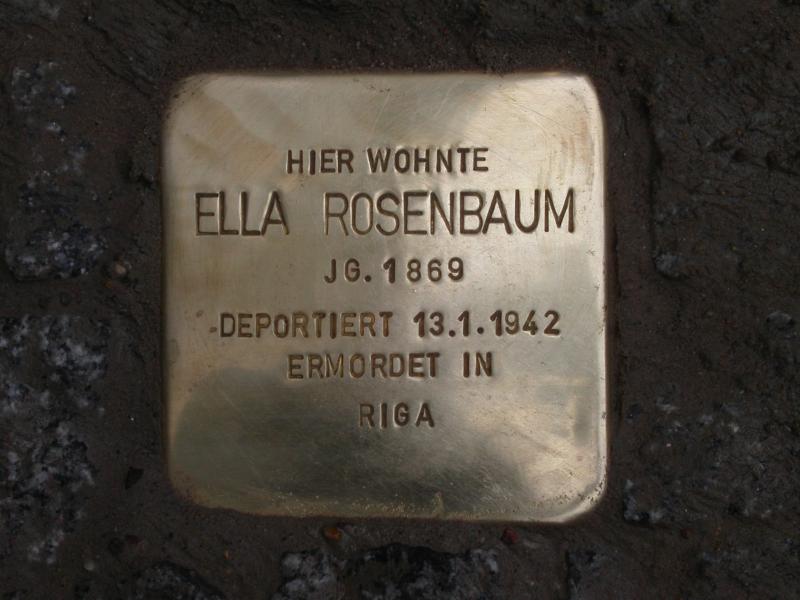 HIER WOHNTE
ELLA ROSENBAUM
JG. 1869
DEPORTIERT 13.1.1942
ERMORDET IN
RIGA